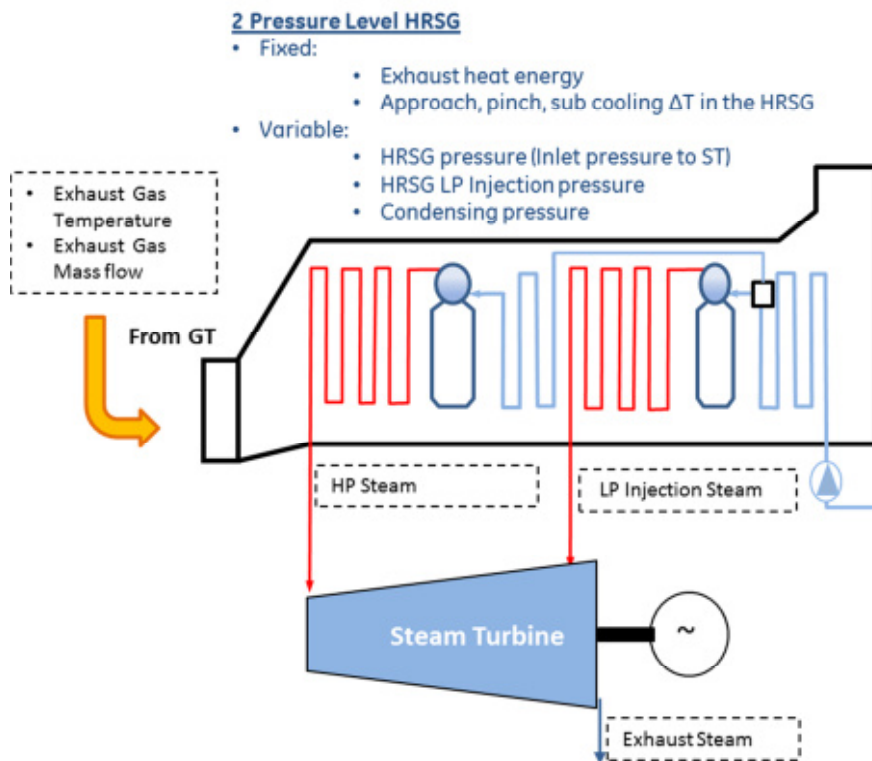 2 Pressure Level HRSG
• Fixed:
• Exhaust heat energy
• Approach, pinch, sub cooling ΔT in the HRSG
• Variable:
• HRSG pressure (Inlet pressure to ST)
• HRSG LP Injection pressure
• Condensing pressure
• Exhaust Gas
Temperature
• Exhaust Gas
Mass flow
From GT
HP Steam
LP Injection Steam
Steam Turbine
~
Exhaust Steam